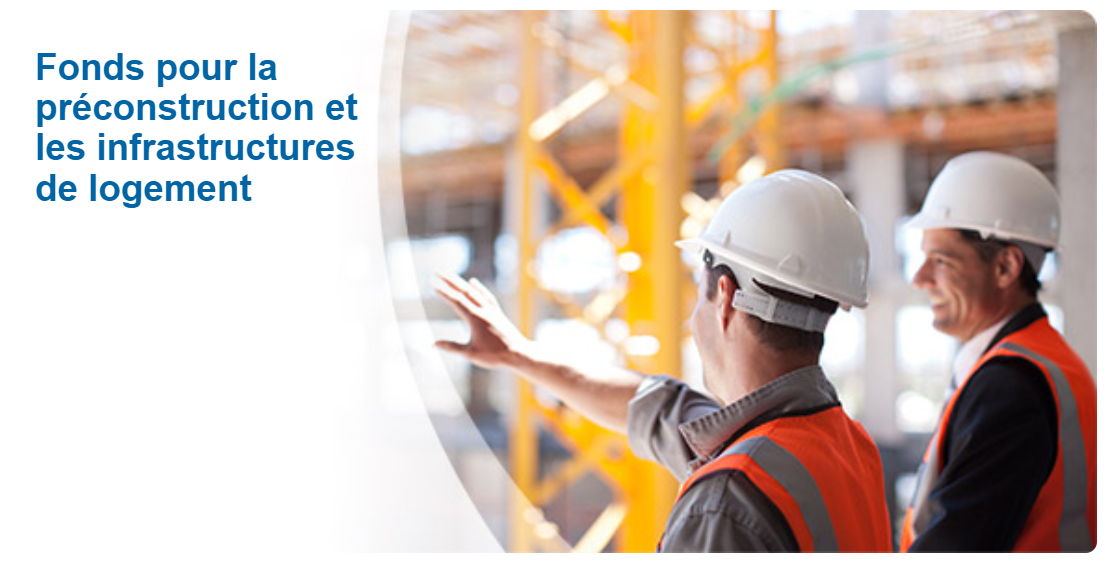 Fonds pour la
préconstruction et
les infrastructures
de logement